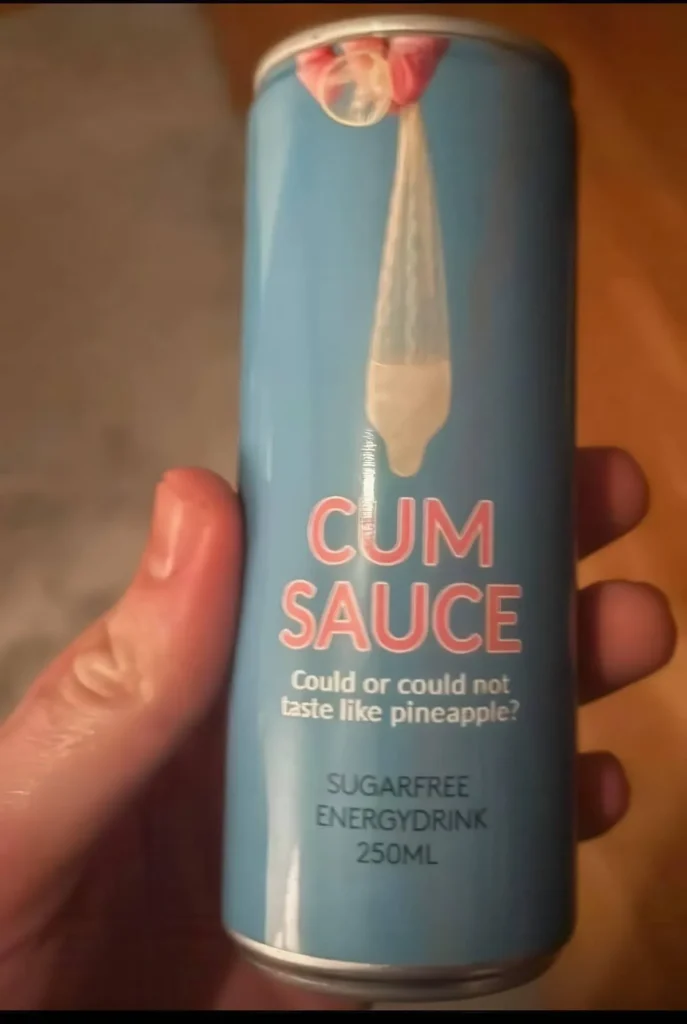 CUM
SAUCE
Could or could not
taste like pineapple?
SUGARFREE
ENERGYDRINK
250ML